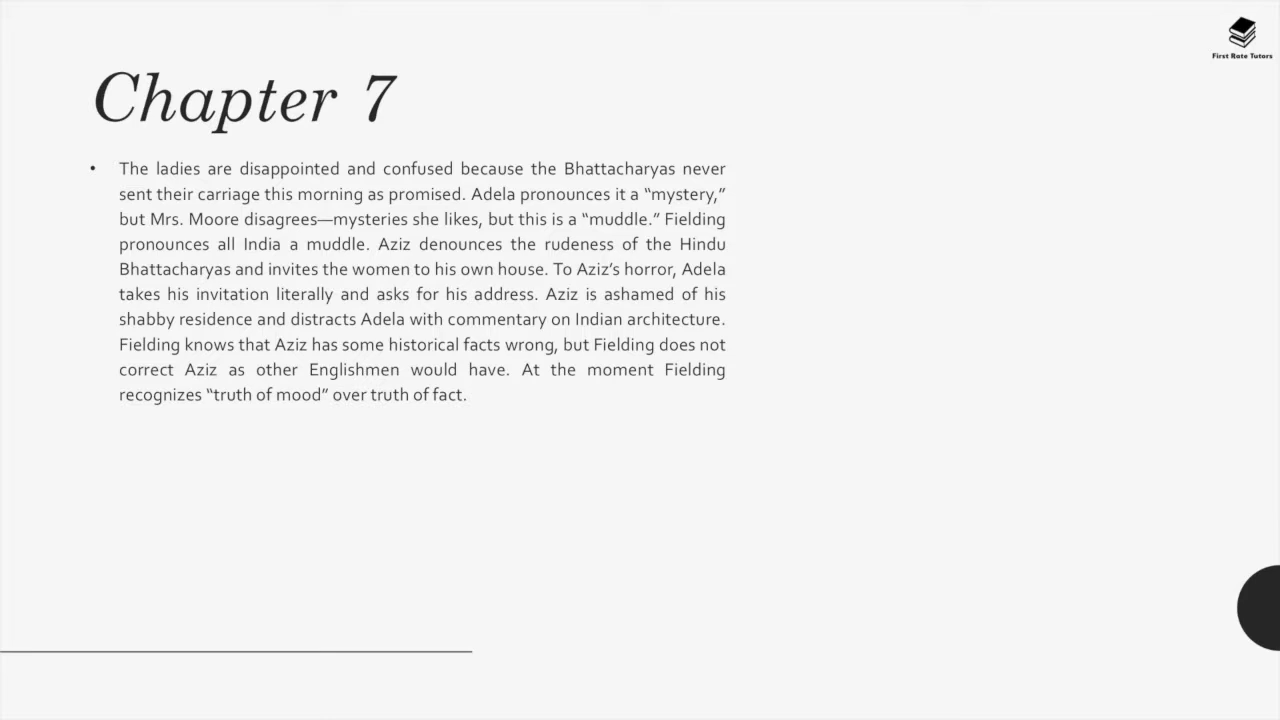 First Rate Tutors
Chapter 7
• The ladies are disappointed and confused because the Bhattacharyas never
sent their carriage this morning as promised. Adela pronounces it a “mystery,”
but Mrs. Moore disagrees—mysteries she likes, but this is a “muddle.” Fielding
pronounces all India a muddle. Aziz denounces the rudeness of the Hindu
Bhattacharyas and invites the women to his own house. To Aziz’s horror, Adela
takes his invitation literally and asks for his address. Aziz is ashamed of his
shabby residence and distracts Adela with commentary on Indian architecture.
Fielding knows that Aziz has some historical facts wrong, but Fielding does not
correct Aziz as other Englishmen would have. At the moment Fielding
recognizes “truth of mood” over truth of fact.